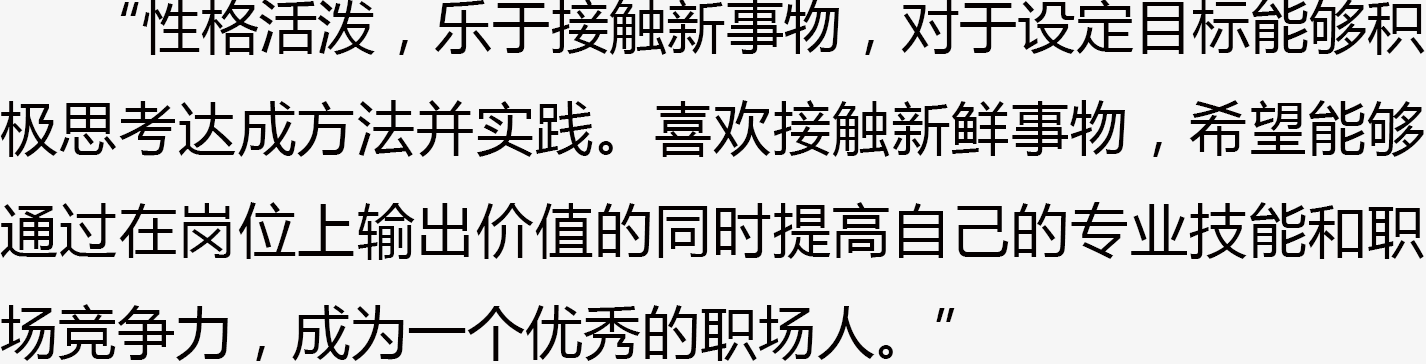 “性格活泼，乐于接触新事物，对于设定目标能够积
极思考达成方法并实践。喜欢接触新鲜事物，希望能够
通过在岗位上输出价值的同时提高自己的专业技能和职
场竞争力，成为一个优秀的职场人。”